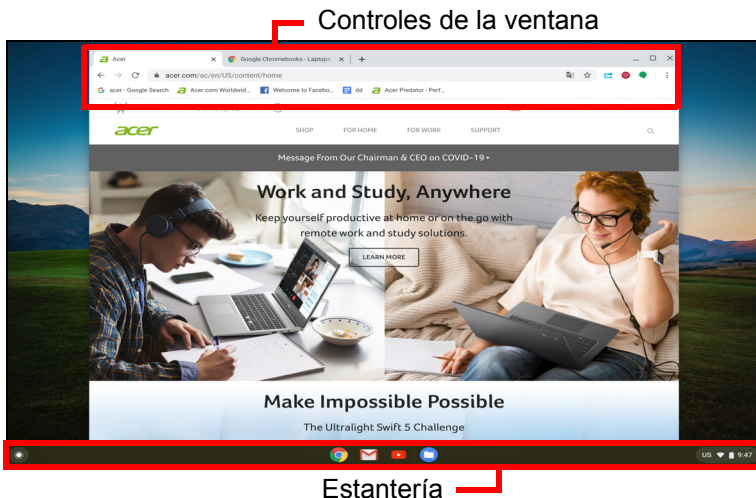 Controles de la ventana
Acer
Google Chromebooks - Laptops,
acer.com/ac/en/US/content/home
acer - Google Search
Acer.com Worldwid...
Welcome to Facebo...
dd
Acer Predator - Perf...
acer
SHOP FOR HOME FOR WORK SUPPORT
Message From Our Chairman & CEO on COVID-19
Work and Study, Anywhere
Keep yourself productive at home or on the go with
remote work and study solutions.
LEARN MORE
Make Impossible Possible
The Ultralight Swift 5 Challenge
US 9:47
Estantería